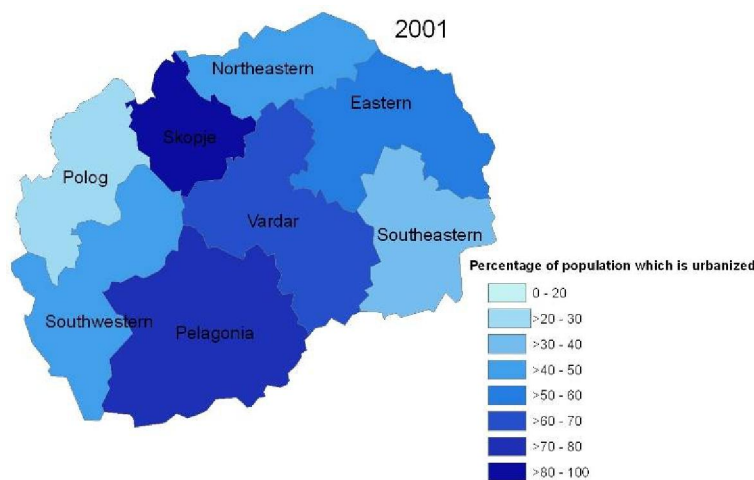 2001
Northeastern
Eastern
Skopje
Polog
Vardar
Southeastern
Southwestern
Pelagonia
Percentage of population which is urbanized
0 - 20
>20 - 30
>30 - 40
>40 - 50
>50 - 60
>60 - 70
>70 - 80
>80 - 100